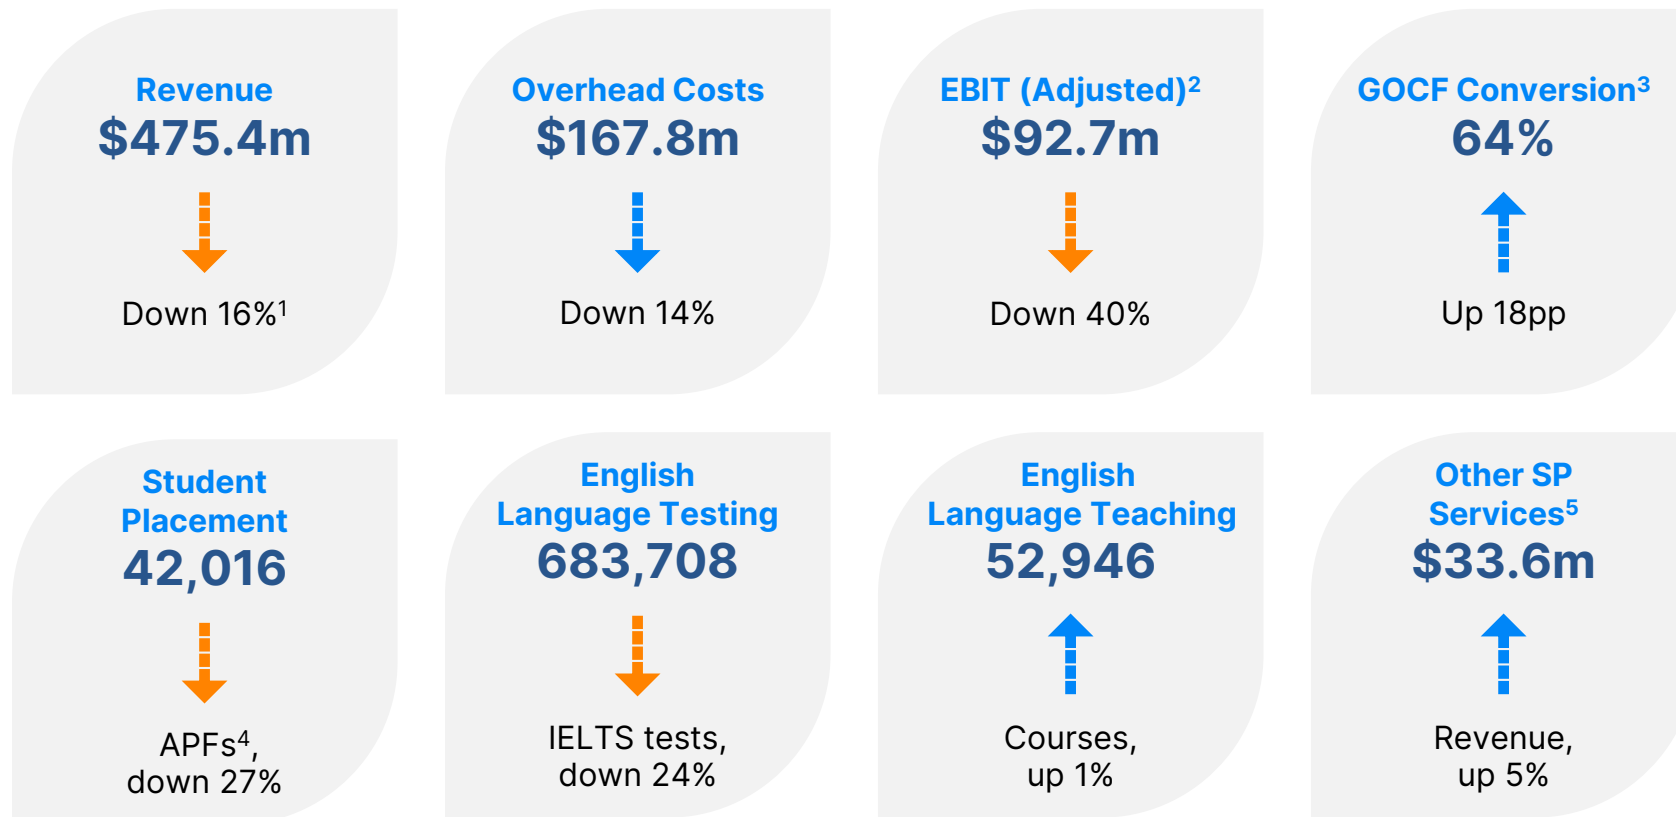 Revenue
$475.4m
Down 16%¹
Overhead Costs
$167.8m
Down 14%
EBIT (Adjusted)²
$92.7m
Down 40%
GOCF Conversion³
64%
Up 18pp
Student
Placement
42,016
APFs⁴,
down 27%
English
Language Testing
683,708
IELTS tests,
down 24%
English
Language Teaching
52,946
Courses,
up 1%
Other SP
Services⁵
$33.6m
Revenue,
up 5%